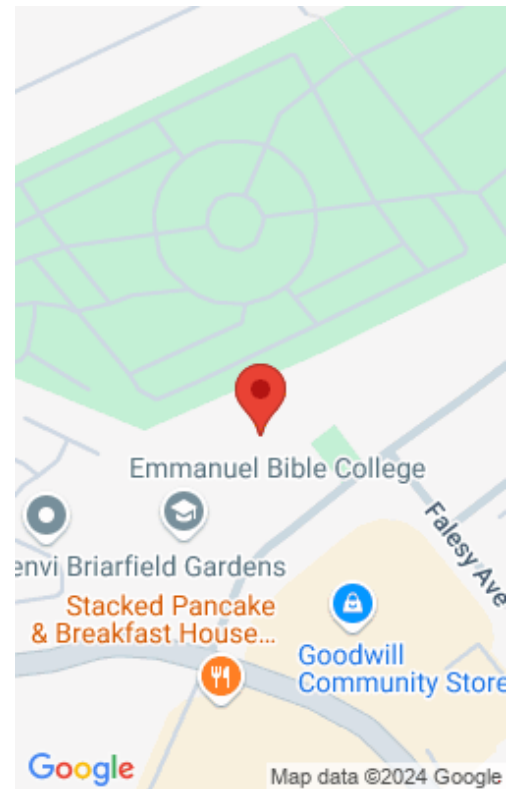 Emmanuel Bible College
Falesy Ave
envi Briarfield Gardens
Stacked Pancake
& Breakfast House...
Goodwill
Community Store
Google
Map data ©2024 Google